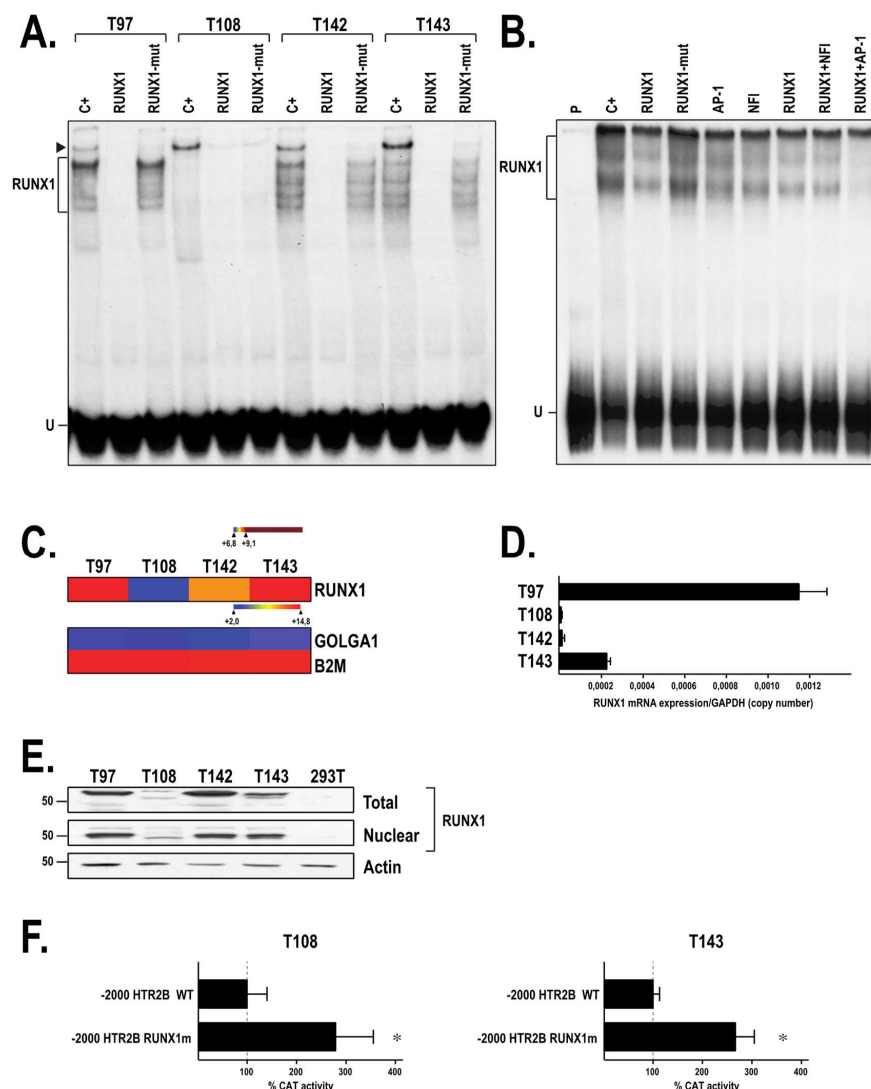 A.
T97 T108 T142 T143
C+ RUNX1 RUNX1-mut C+ RUNX1 RUNX1-mut C+ RUNX1 RUNX1-mut C+ RUNX1 RUNX1-mut
RUNX1
U
B.
P C+ RUNX1 RUNX1-mut AP-1 NFI RUNX1 RUNX1+NFI RUNX1+AP-1
RUNX1
U
C.
+6,8 +9,1
T97 T108 T142 T143
RUNX1
+2,0 +14,8
GOLGA1
B2M
D.
T97
T108
T142
T143
0,0002 0,0004 0,0006 0,0008 0,0010 0,0012
RUNX1 mRNA expression/GAPDH (copy number)
E.
T97 T108 T142 T143 293T
50 Total
50 Nuclear
RUNX1
50 Actin
F.
T108
-2000 HTR2B WT
-2000 HTR2B RUNX1m *
100 200 300 400
% CAT activity
T143
-2000 HTR2B WT
-2000 HTR2B RUNX1m *
100 200 300 400
% CAT activity